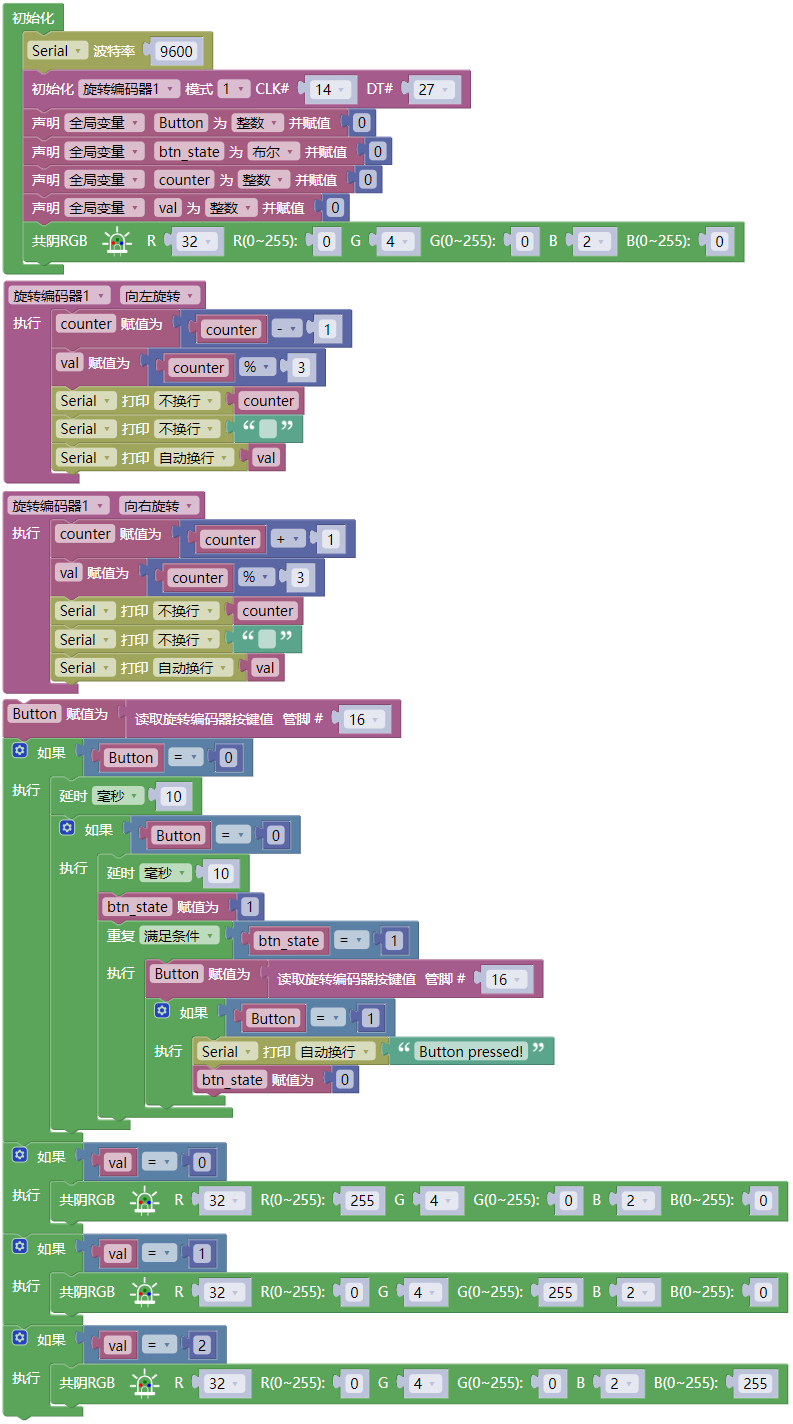 初始化
Serial 波特率 9600
初始化 旋转编码器1 模式 1 CLK# 14 DT# 27
声明 全局变量 Button 为 整数 并赋值 0
声明 全局变量 btn_state 为 布尔 并赋值 0
声明 全局变量 counter 为 整数 并赋值 0
声明 全局变量 val 为 整数 并赋值 0
共阴RGB R 32 R(0~255): 0 G 4 G(0~255): 0 B 2 B(0~255): 0
旋转编码器1 向左旋转
执行 counter 赋值为 counter - 1
val 赋值为 counter % 3
Serial 打印 不换行 counter
Serial 打印 不换行 “ ”
Serial 打印 自动换行 val
旋转编码器1 向右旋转
执行 counter 赋值为 counter + 1
val 赋值为 counter % 3
Serial 打印 不换行 counter
Serial 打印 不换行 “ ”
Serial 打印 自动换行 val
Button 赋值为 读取旋转编码器按键值 管脚 # 16
如果 Button = 0
执行 延时 毫秒 10
如果 Button = 0
执行 延时 毫秒 10
btn_state 赋值为 1
重复 满足条件 btn_state = 1
执行 Button 赋值为 读取旋转编码器按键值 管脚 # 16
如果 Button = 1
执行 Serial 打印 自动换行 “ Button pressed! ”
btn_state 赋值为 0
如果 val = 0
执行 共阴RGB R 32 R(0~255): 255 G 4 G(0~255): 0 B 2 B(0~255): 0
如果 val = 1
执行 共阴RGB R 32 R(0~255): 0 G 4 G(0~255): 255 B 2 B(0~255): 0
如果 val = 2
执行 共阴RGB R 32 R(0~255): 0 G 4 G(0~255): 0 B 2 B(0~255): 255